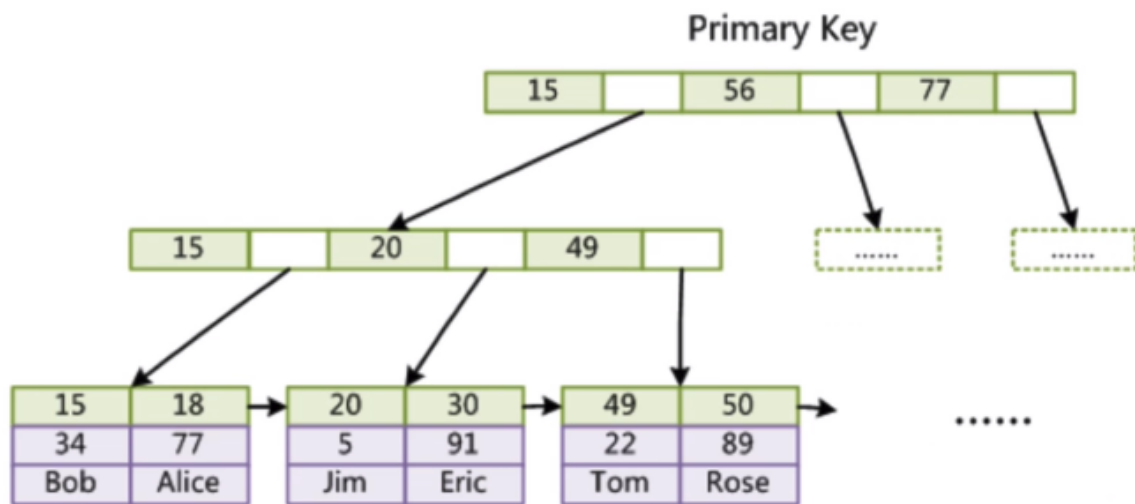 Primary Key
15 56 77
15 20 49 ...... ......
15 18 20 30 49 50 ......
34 77 5 91 22 89
Bob Alice Jim Eric Tom Rose